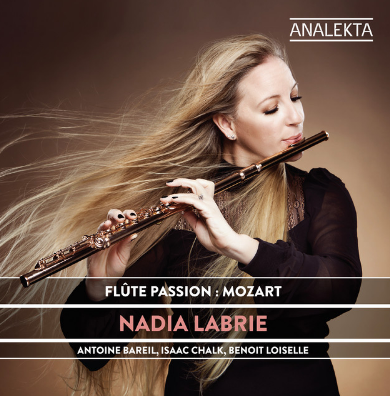 ANALEKTA
FLÛTE PASSION : MOZART
NADIA LABRIE
ANTOINE BAREIL, ISAAC CHALK, BENOIT LOISELLE